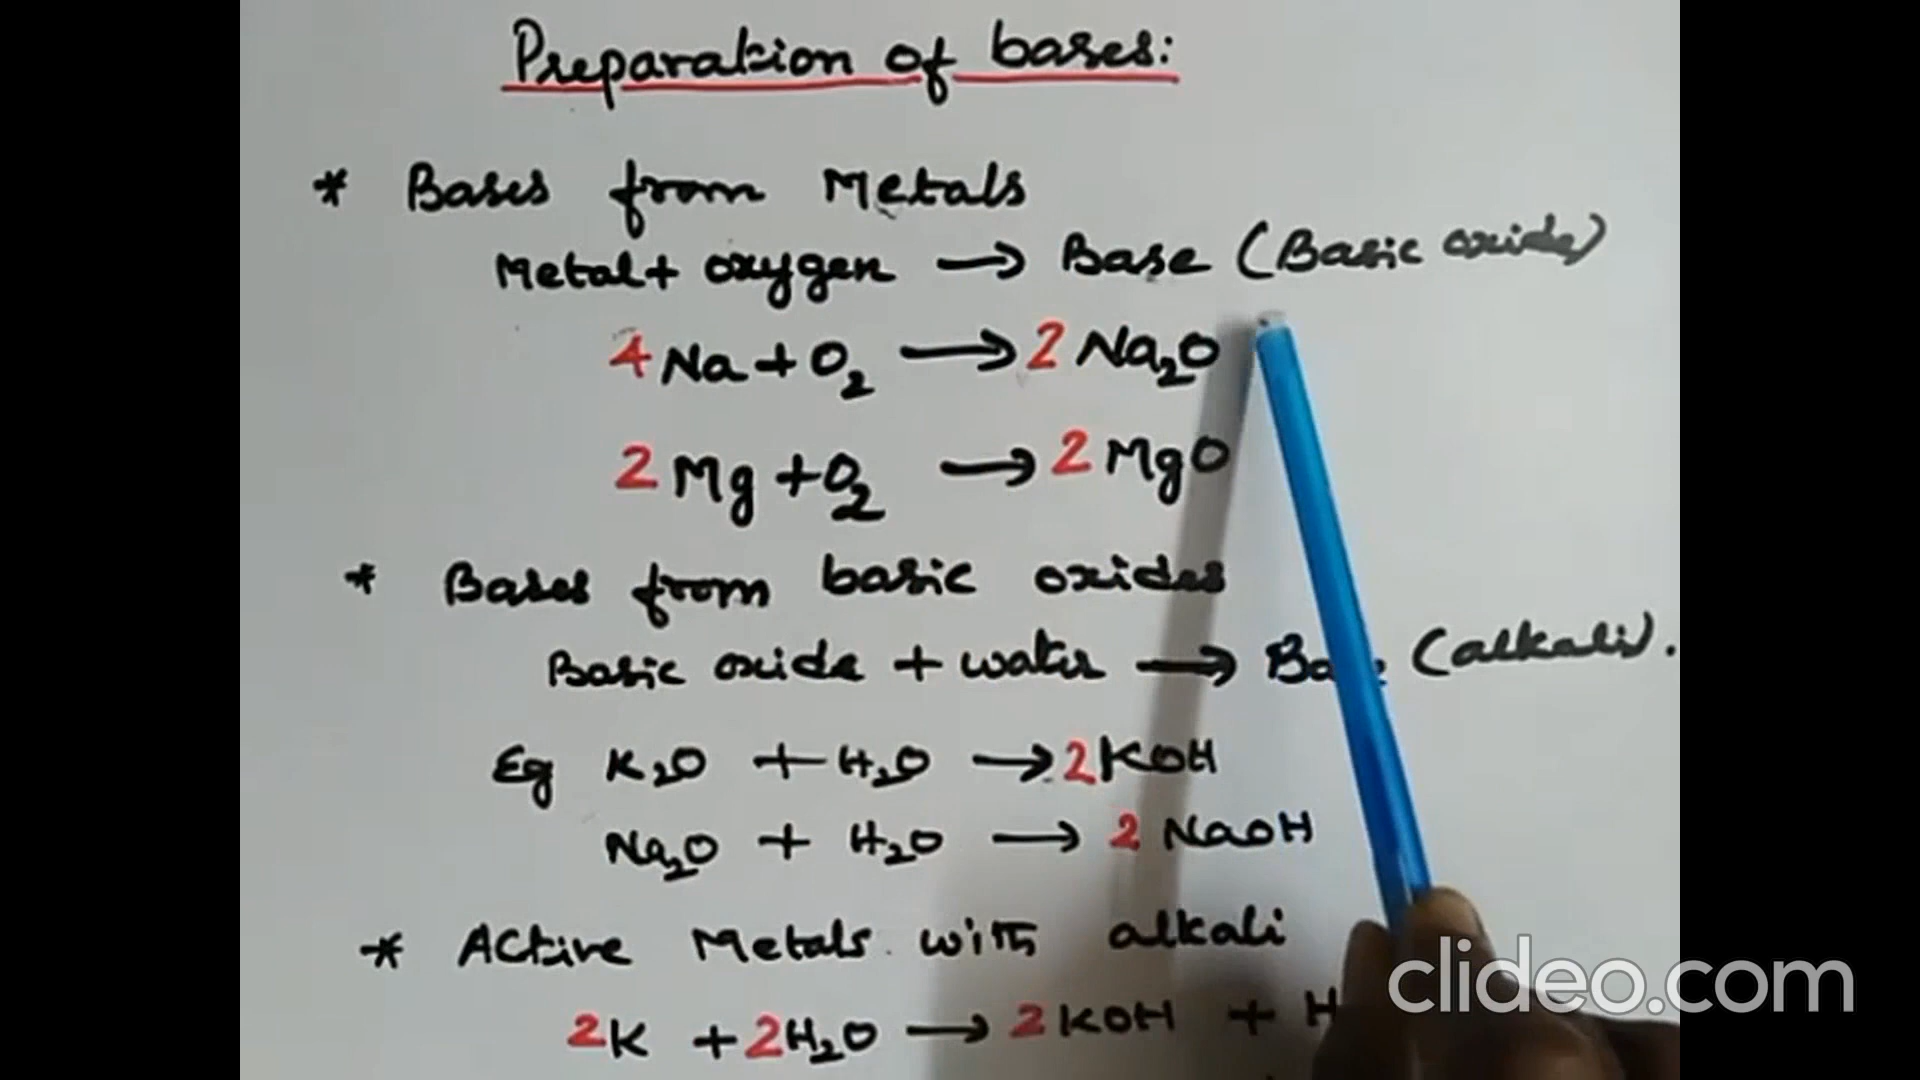 Preparation of bases:
* Bases from Metals
Metal + oxygen → Base (Basic oxide)
4Na + O₂ → 2Na₂O
2Mg + O₂ → 2MgO
* Bases from basic oxides
Basic oxide + water → (alkali).
Eg K₂O + H₂O → 2KOH
Na₂O + H₂O → 2NaOH
* Active Metals with alkali
2K + 2H₂O → 2KOH + H
clideo.com